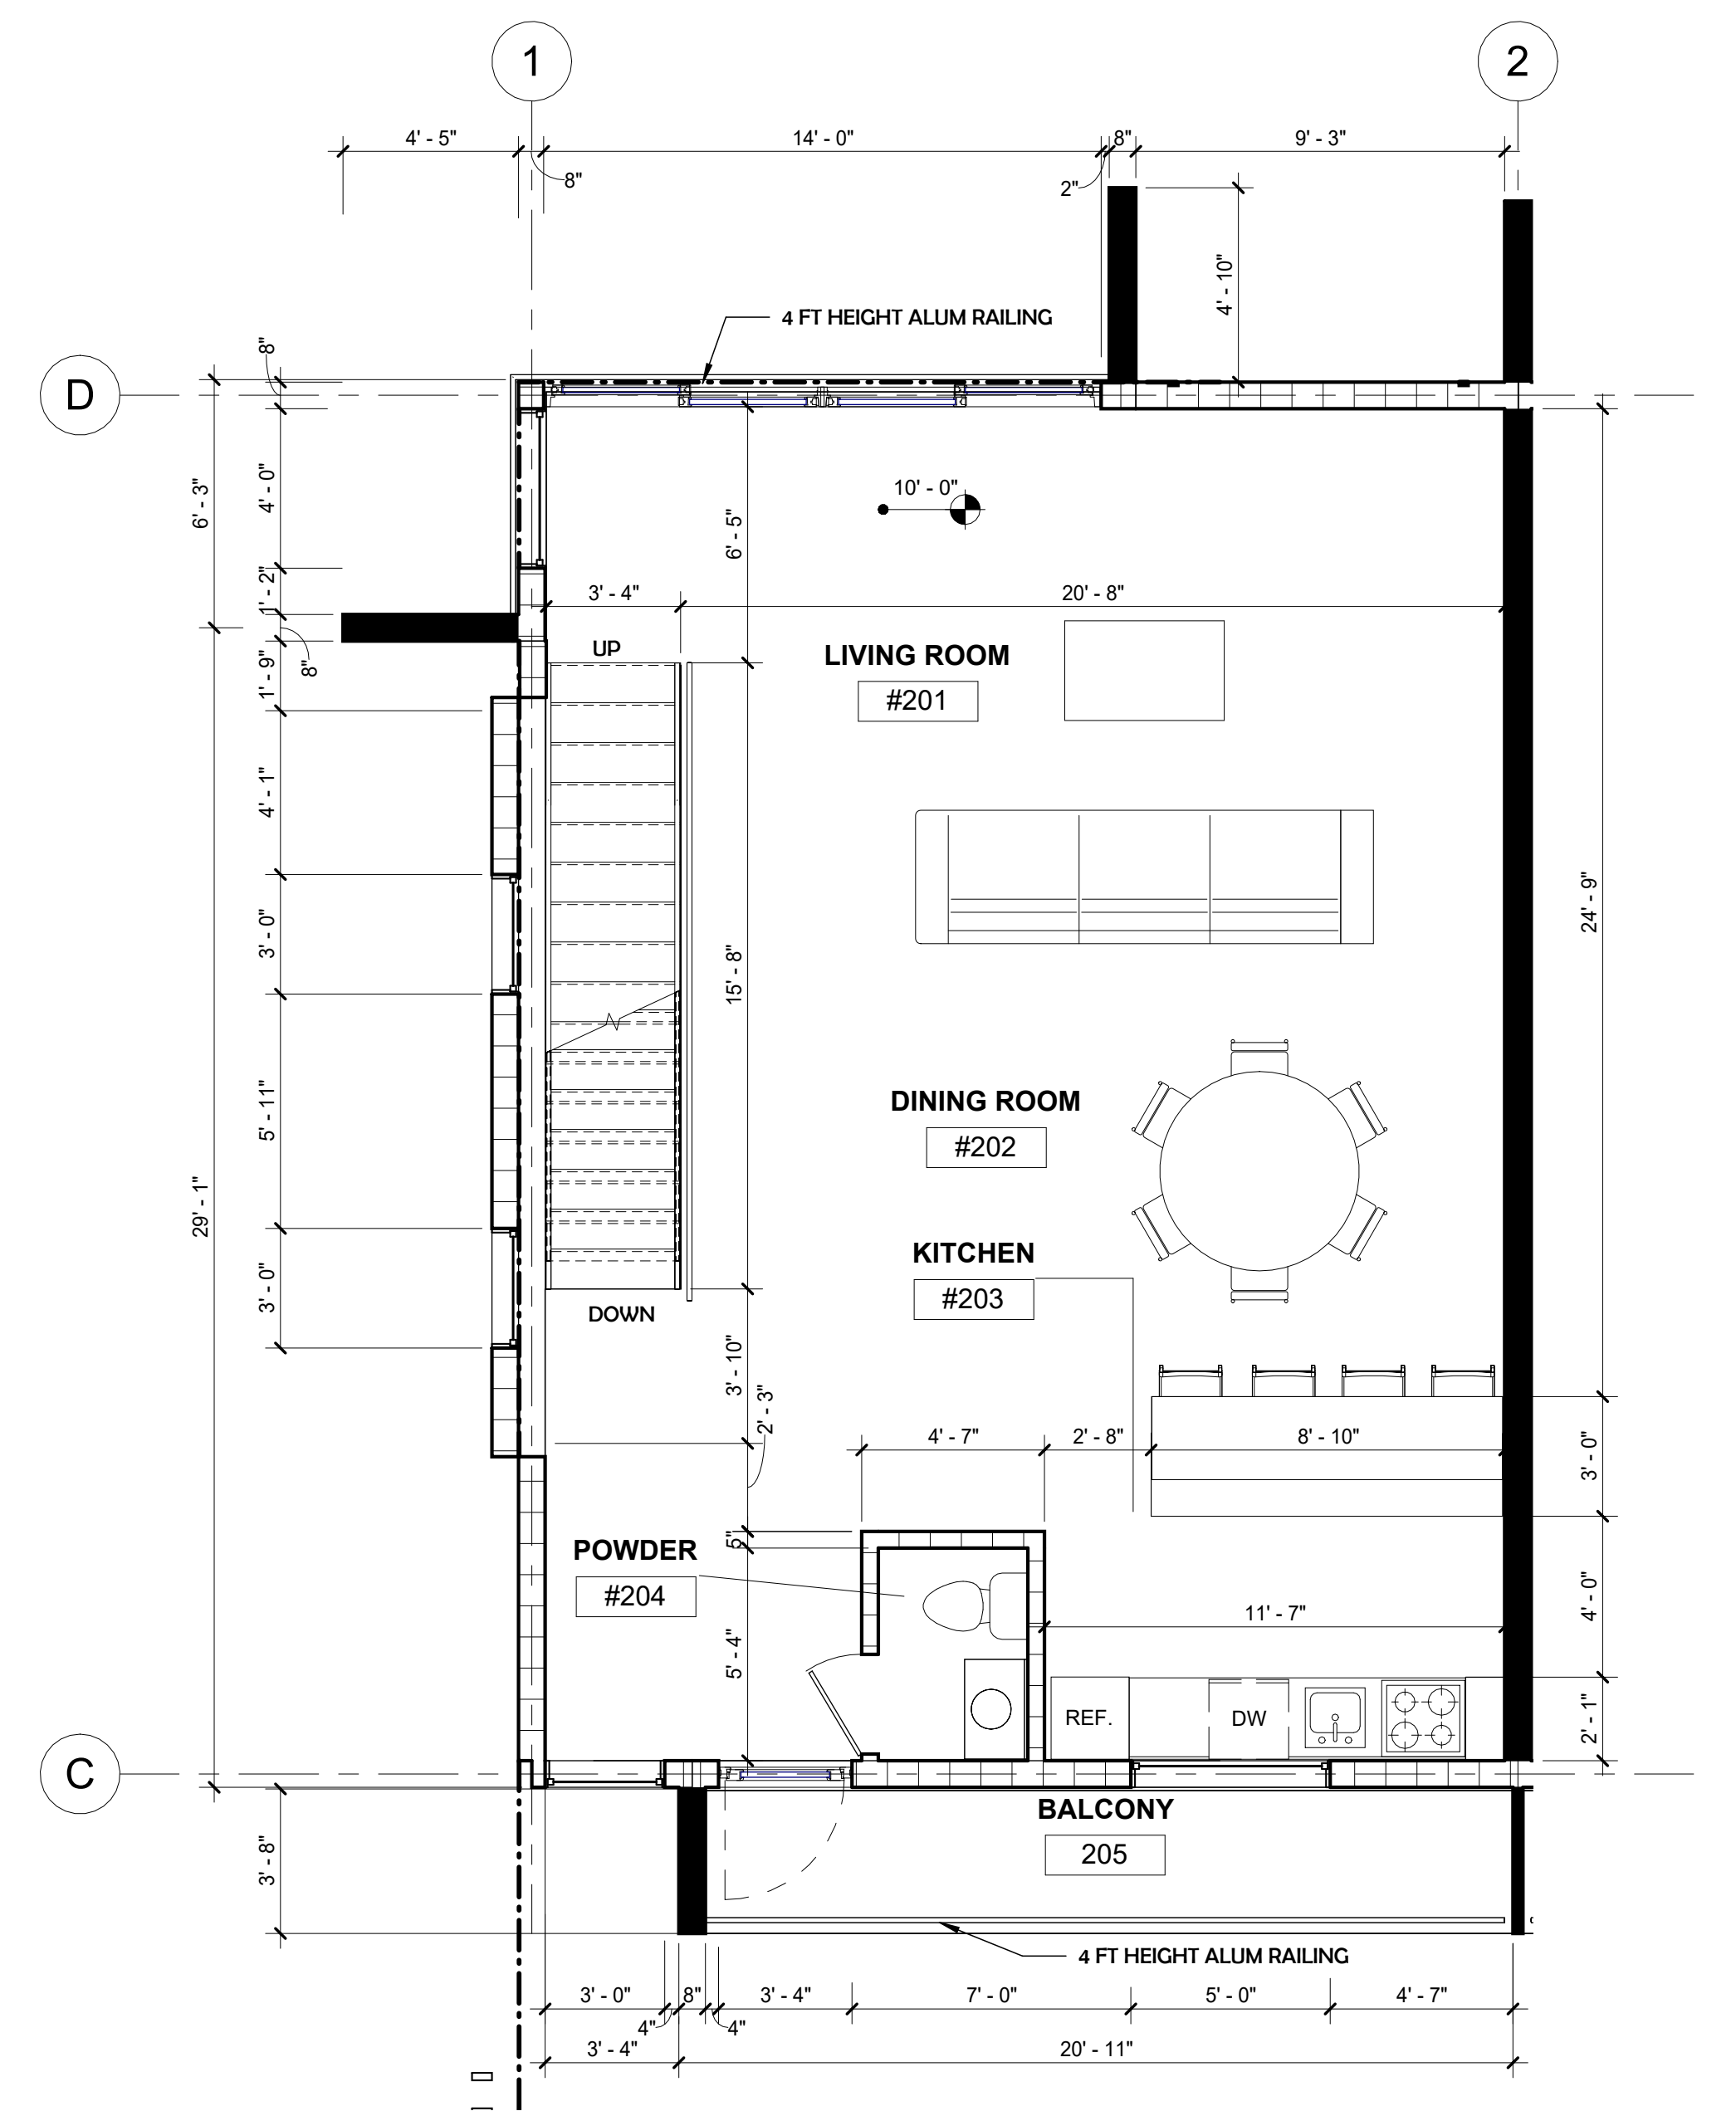 1
2
4' - 5"
14' - 0"
8"
9' - 3"
8"
2"
4' - 10"
4 FT HEIGHT ALUM RAILING
8"
D
6' - 3"
4' - 0"
10' - 0"
6' - 5"
1' - 2"
3' - 4"
20' - 8"
UP
LIVING ROOM
8"
1' - 9"
#201
4' - 1"
24' - 9"
3' - 0"
15' - 8"
DINING ROOM
5' - 11"
#202
29' - 1"
KITCHEN
3' - 0"
#203
DOWN
3' - 10"
2' - 3"
4' - 7"
2' - 8"
8' - 10"
3' - 0"
5"
POWDER
#204
4' - 0"
11' - 7"
5' - 4"
REF.
DW
2' - 1"
C
BALCONY
205
3' - 8"
4 FT HEIGHT ALUM RAILING
3' - 0"
8"
3' - 4"
7' - 0"
5' - 0"
4' - 7"
4"
4"
3' - 4"
20' - 11"